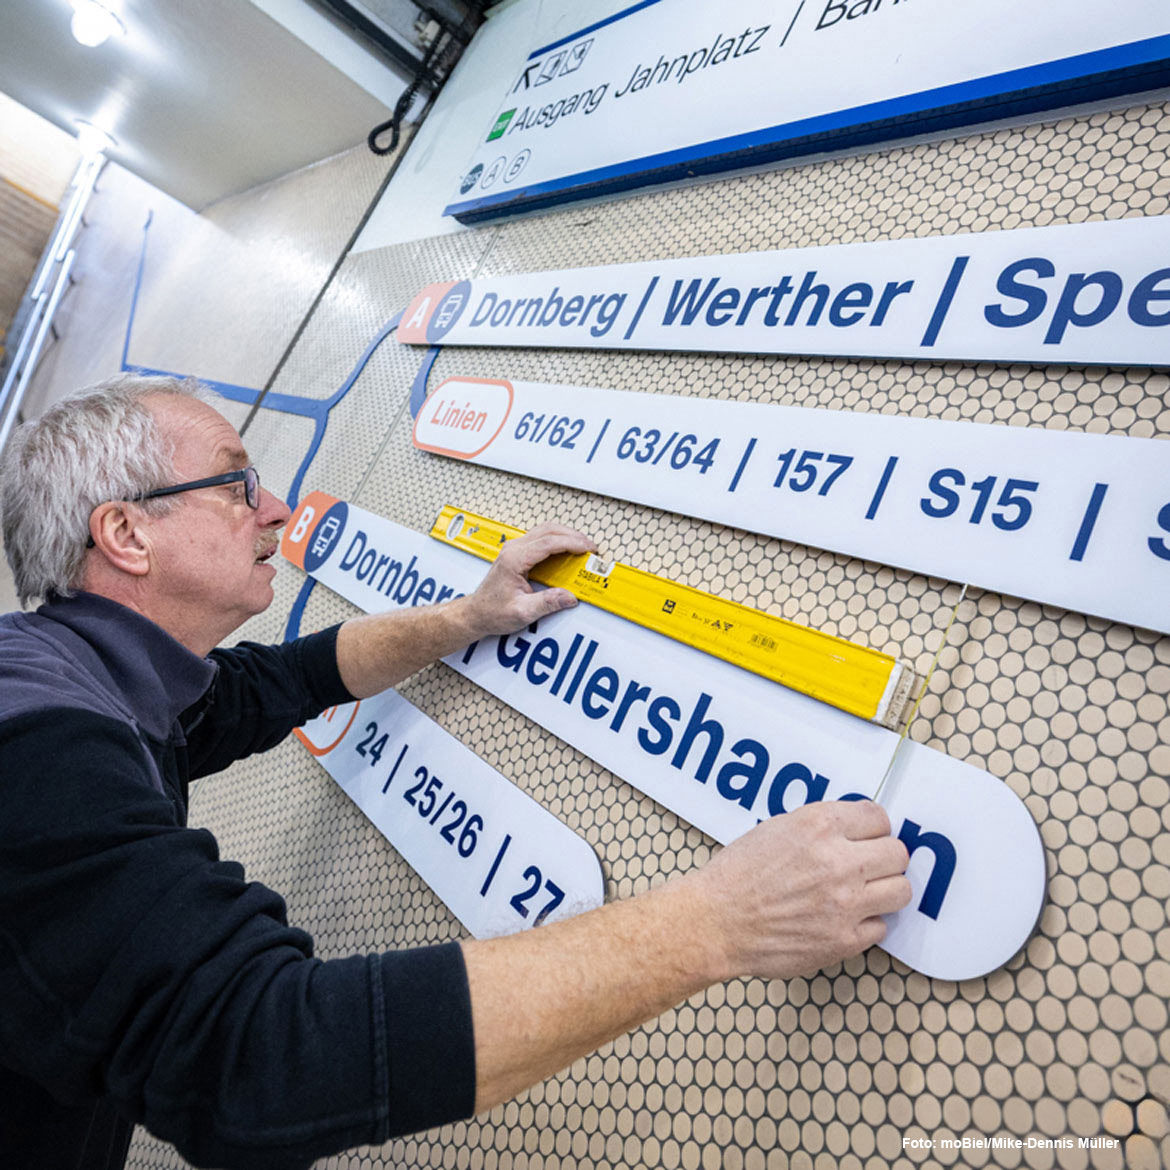 Ausgang Jahnplatz /
BUS A B
A Dornberg | Werther | Spe
Linien 61/62 | 63/64 | 157 | S15 | S
B Dornberg | Gellershagen
STABILA
24 | 25/26 | 27
Foto: moBiel/Mike-Dennis Müller